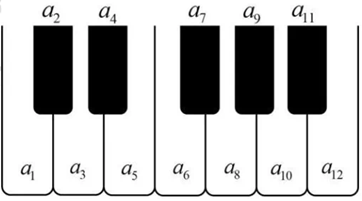 a₂ a₄ a₇ a₉ a₁₁
a₁ a₃ a₅ a₆ a₈ a₁₀ a₁₂